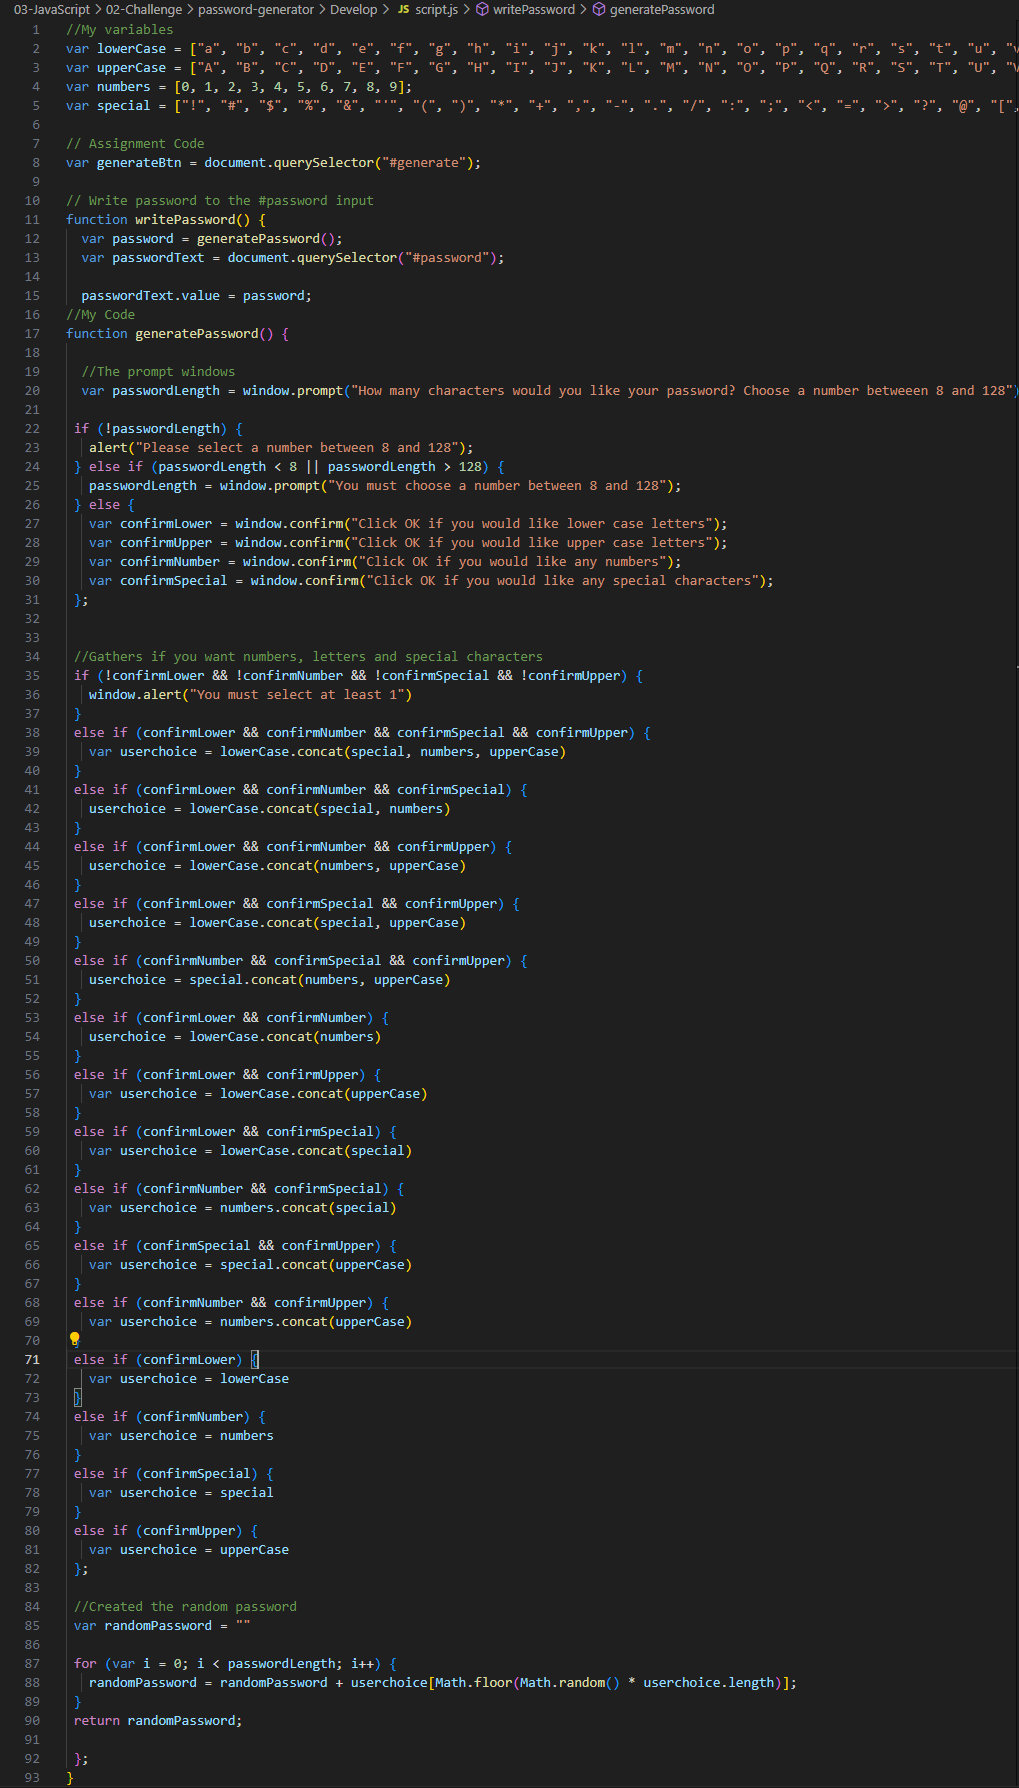 03-JavaScript > 02-Challenge > password-generator > Develop > JS script.js > writePassword > generatePassword
1 //My variables
2 var lowerCase = ["a", "b", "c", "d", "e", "f", "g", "h", "i", "j", "k", "l", "m", "n", "o", "p", "q", "r", "s", "t", "u", "v
3 var upperCase = ["A", "B", "C", "D", "E", "F", "G", "H", "I", "J", "K", "L", "M", "N", "O", "P", "Q", "R", "S", "T", "U", "V
4 var numbers = [0, 1, 2, 3, 4, 5, 6, 7, 8, 9];
5 var special = ["!", "#", "$", "%", "&", "'", "(", ")", "*", "+", ",", "-", ".", "/", ":", ";", "<", "=", ">", "?", "@", "[",
6
7 // Assignment Code
8 var generateBtn = document.querySelector("#generate");
9
10 // Write password to the #password input
11 function writePassword() {
12 var password = generatePassword();
13 var passwordText = document.querySelector("#password");
14
15 passwordText.value = password;
16 //My Code
17 function generatePassword() {
18
19 //The prompt windows
20 var passwordLength = window.prompt("How many characters would you like your password? Choose a number betweeen 8 and 128")
21
22 if (!passwordLength) {
23 alert("Please select a number between 8 and 128");
24 } else if (passwordLength < 8 || passwordLength > 128) {
25 passwordLength = window.prompt("You must choose a number between 8 and 128");
26 } else {
27 var confirmLower = window.confirm("Click OK if you would like lower case letters");
28 var confirmUpper = window.confirm("Click OK if you would like upper case letters");
29 var confirmNumber = window.confirm("Click OK if you would like any numbers");
30 var confirmSpecial = window.confirm("Click OK if you would like any special characters");
31 };
32
33
34 //Gathers if you want numbers, letters and special characters
35 if (!confirmLower && !confirmNumber && !confirmSpecial && !confirmUpper) {
36 window.alert("You must select at least 1")
37 }
38 else if (confirmLower && confirmNumber && confirmSpecial && confirmUpper) {
39 var userchoice = lowerCase.concat(special, numbers, upperCase)
40 }
41 else if (confirmLower && confirmNumber && confirmSpecial) {
42 userchoice = lowerCase.concat(special, numbers)
43 }
44 else if (confirmLower && confirmNumber && confirmUpper) {
45 userchoice = lowerCase.concat(numbers, upperCase)
46 }
47 else if (confirmLower && confirmSpecial && confirmUpper) {
48 userchoice = lowerCase.concat(special, upperCase)
49 }
50 else if (confirmNumber && confirmSpecial && confirmUpper) {
51 userchoice = special.concat(numbers, upperCase)
52 }
53 else if (confirmLower && confirmNumber) {
54 userchoice = lowerCase.concat(numbers)
55 }
56 else if (confirmLower && confirmUpper) {
57 var userchoice = lowerCase.concat(upperCase)
58 }
59 else if (confirmLower && confirmSpecial) {
60 var userchoice = lowerCase.concat(special)
61 }
62 else if (confirmNumber && confirmSpecial) {
63 var userchoice = numbers.concat(special)
64 }
65 else if (confirmSpecial && confirmUpper) {
66 var userchoice = special.concat(upperCase)
67 }
68 else if (confirmNumber && confirmUpper) {
69 var userchoice = numbers.concat(upperCase)
70
71 else if (confirmLower) {
72 var userchoice = lowerCase
73 }
74 else if (confirmNumber) {
75 var userchoice = numbers
76 }
77 else if (confirmSpecial) {
78 var userchoice = special
79 }
80 else if (confirmUpper) {
81 var userchoice = upperCase
82 };
83
84 //Created the random password
85 var randomPassword = ""
86
87 for (var i = 0; i < passwordLength; i++) {
88 randomPassword = randomPassword + userchoice[Math.floor(Math.random() * userchoice.length)];
89 }
90 return randomPassword;
91
92 };
93 }